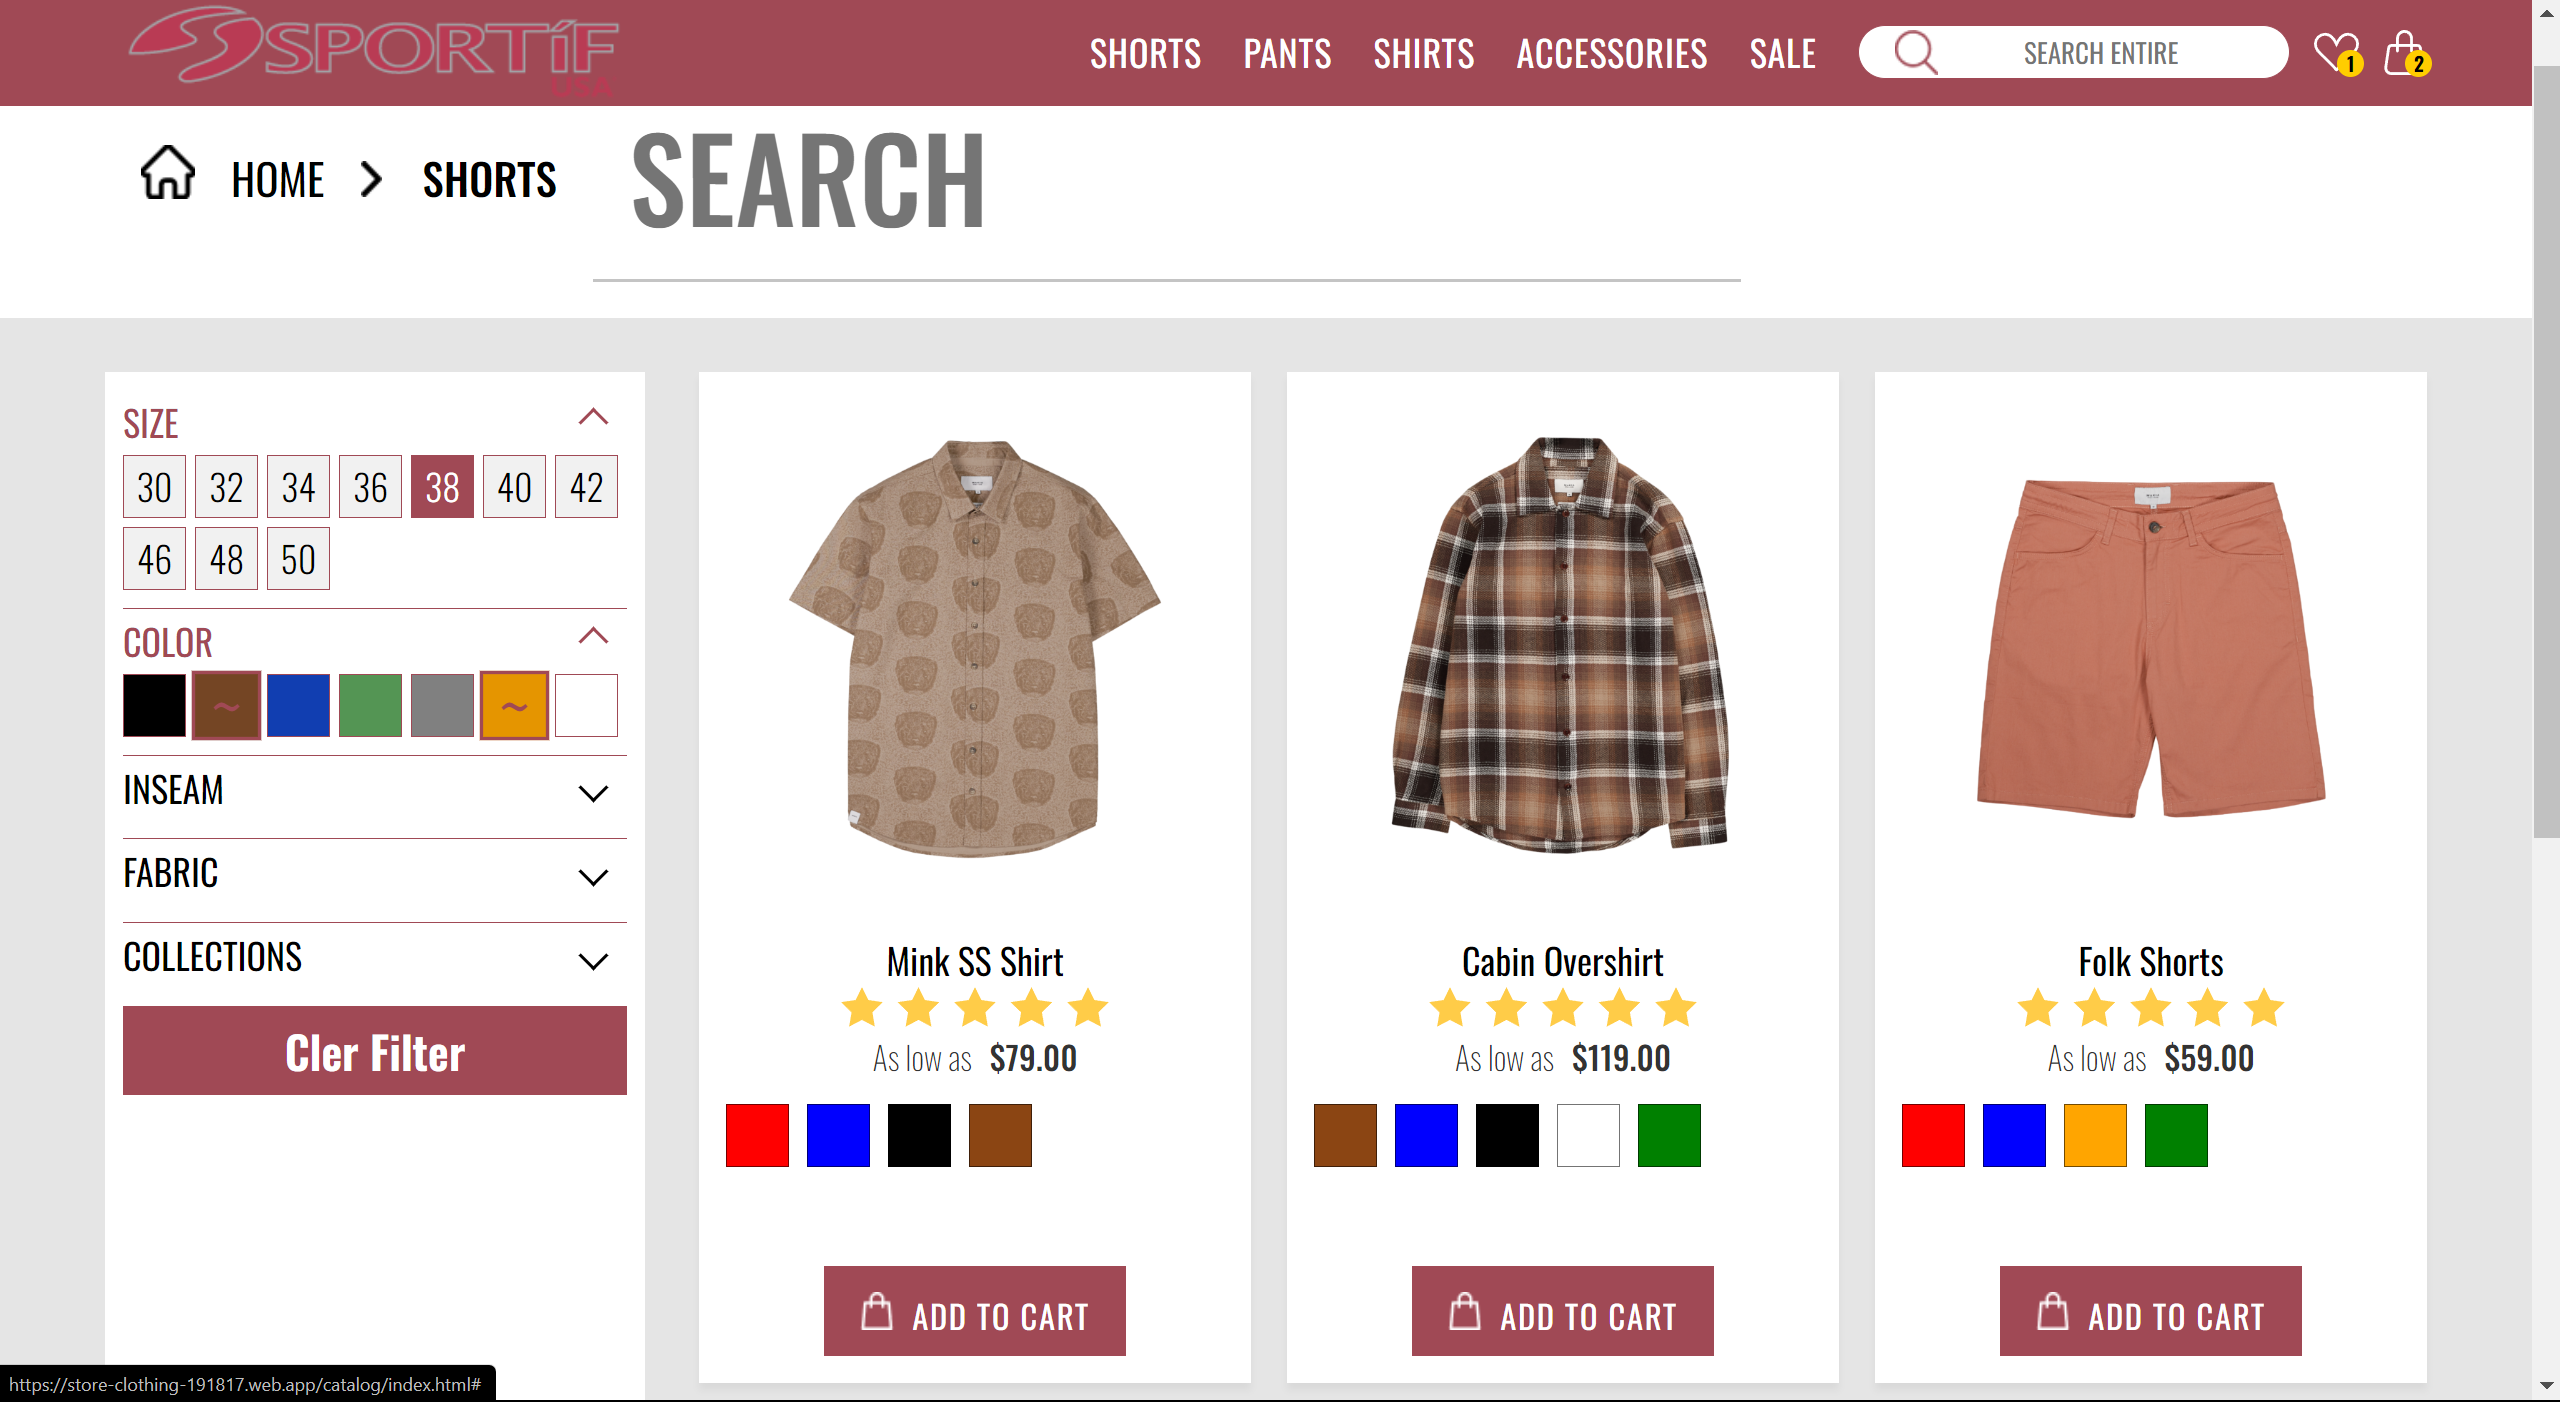 SPORTÍF
USA
SHORTS PANTS SHIRTS ACCESSORIES SALE SEARCH ENTIRE 1 2
HOME SHORTS SEARCH
SIZE
30 32 34 36 38 40 42
46 48 50
COLOR
~ ~
INSEAM
FABRIC
COLLECTIONS
Cler Filter
Mink SS Shirt
As low as $79.00
ADD TO CART
Cabin Overshirt
As low as $119.00
ADD TO CART
Folk Shorts
As low as $59.00
ADD TO CART
https://store-clothing-191817.web.app/catalog/index.html#